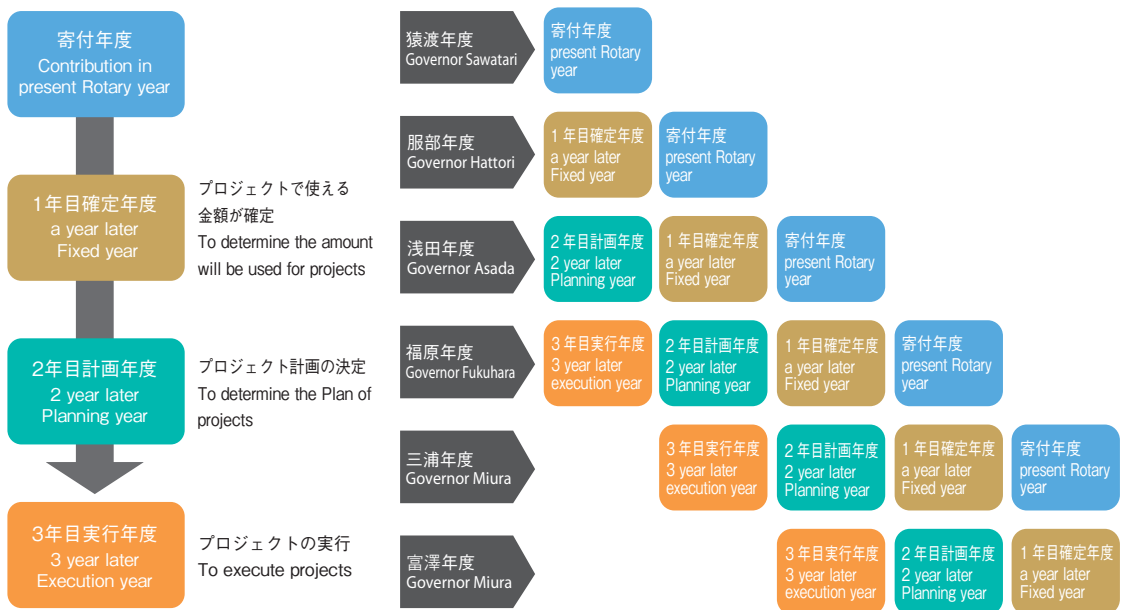 寄付年度
Contribution in
present Rotary year
1年目確定年度
a year later
Fixed year
プロジェクトで使える
金額が確定
To determine the amount
will be used for projects
2年目計画年度
2 year later
Planning year
プロジェクト計画の決定
To determine the Plan of
projects
3年目実行年度
3 year later
Execution year
プロジェクトの実行
To execute projects
猿渡年度
Governor Sawatari
寄付年度
present Rotary
year
服部年度
Governor Hattori
1年目確定年度
a year later
Fixed year
寄付年度
present Rotary
year
浅田年度
Governor Asada
2年目計画年度
2 year later
Planning year
1年目確定年度
a year later
Fixed year
寄付年度
present Rotary
year
福原年度
Governor Fukuhara
3年目実行年度
3 year later
execution year
2年目計画年度
2 year later
Planning year
1年目確定年度
a year later
Fixed year
寄付年度
present Rotary
year
三浦年度
Governor Miura
3年目実行年度
3 year later
execution year
2年目計画年度
2 year later
Planning year
1年目確定年度
a year later
Fixed year
寄付年度
present Rotary
year
富澤年度
Governor Miura
3年目実行年度
3 year later
execution year
2年目計画年度
2 year later
Planning year
1年目確定年度
a year later
Fixed year